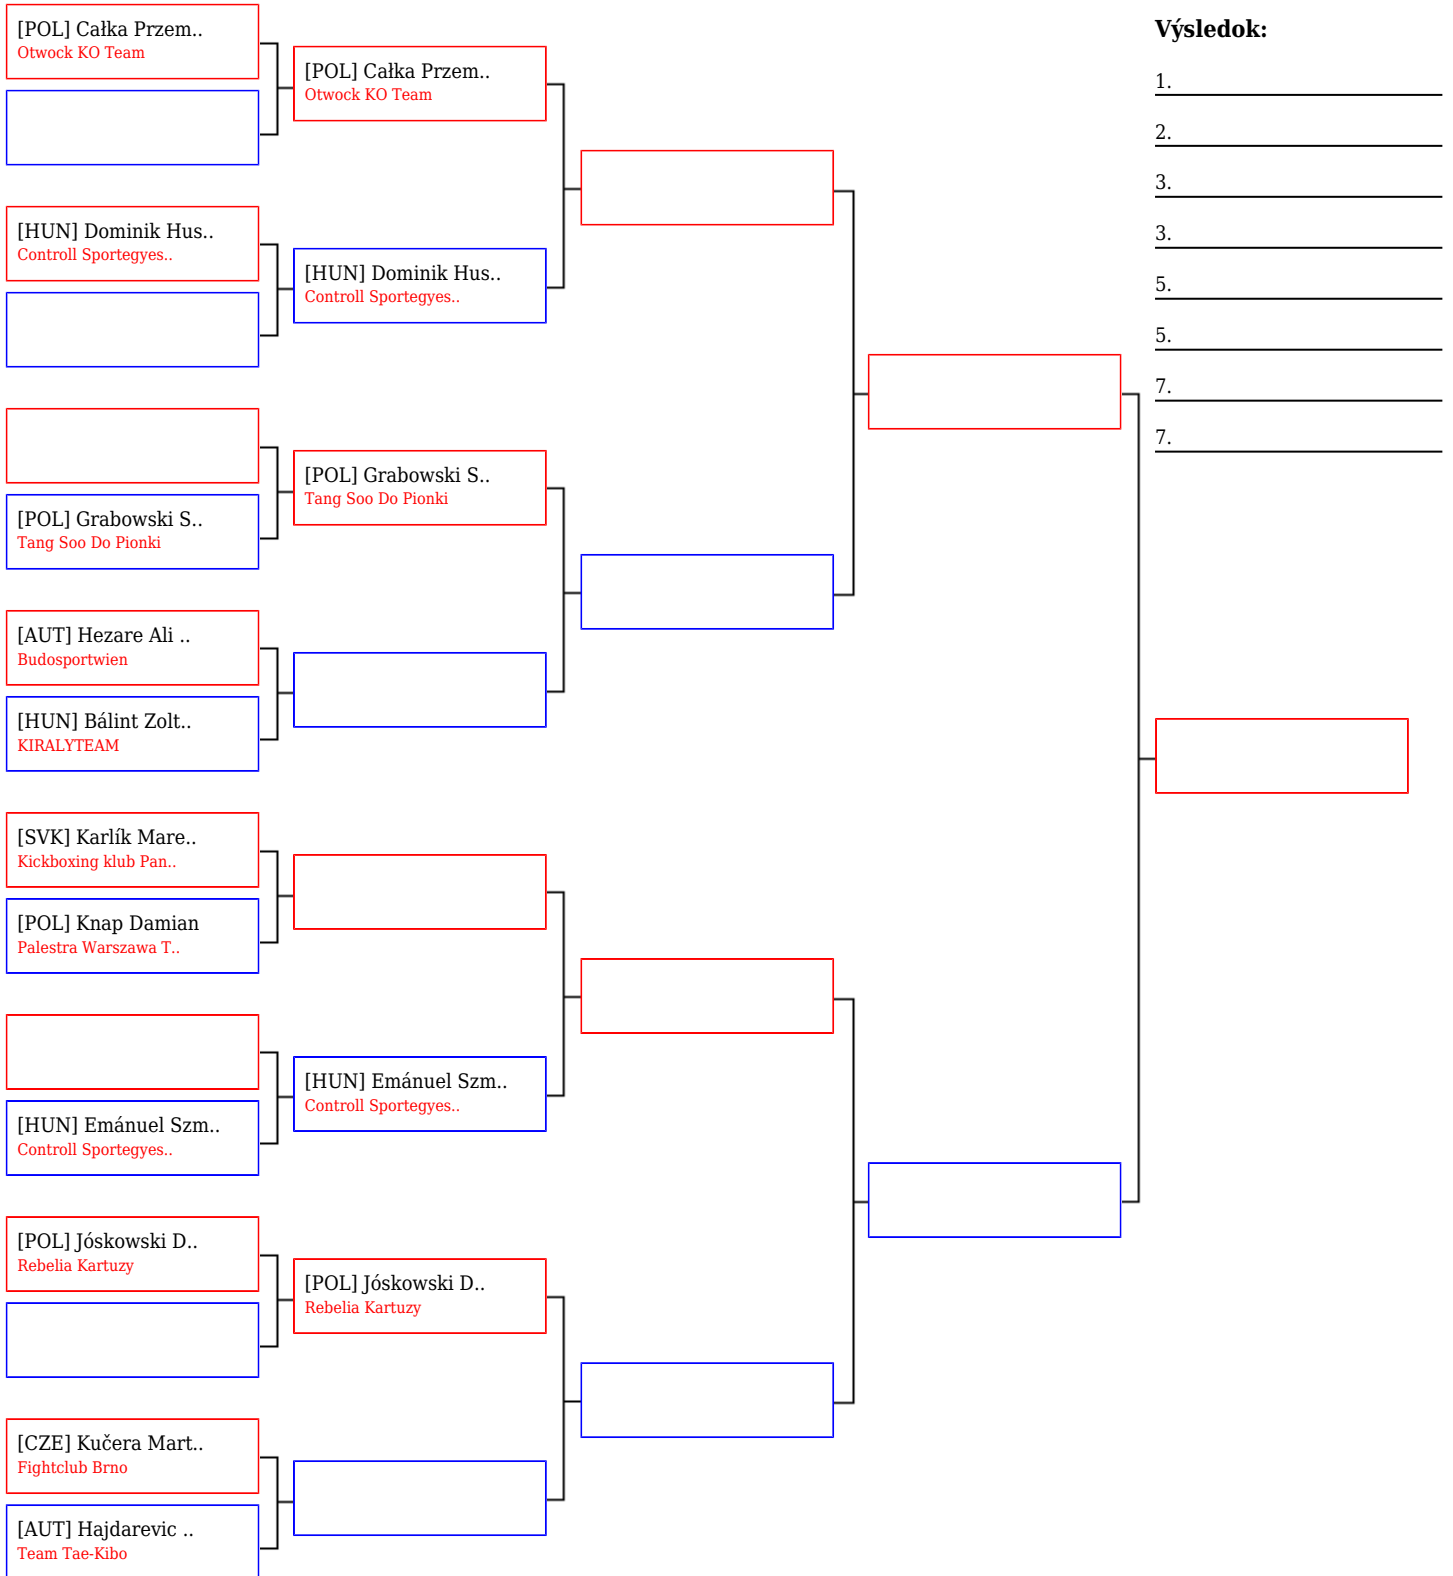 [POL] Całka Przem..
Otwock KO Team
[HUN] Dominik Hus..
Controll Sportegyes..
[POL] Grabowski S..
Tang Soo Do Pionki
[AUT] Hezare Ali ..
Budosportwien
[HUN] Bálint Zolt..
KIRALYTEAM
[SVK] Karlík Mare..
Kickboxing klub Pan..
[POL] Knap Damian
Palestra Warszawa T..
[HUN] Emánuel Szm..
Controll Sportegyes..
[POL] Jóskowski D..
Rebelia Kartuzy
[CZE] Kučera Mart..
Fightclub Brno
[AUT] Hajdarevic ..
Team Tae-Kibo
[POL] Całka Przem..
Otwock KO Team
[HUN] Dominik Hus..
Controll Sportegyes..
[POL] Grabowski S..
Tang Soo Do Pionki
[HUN] Emánuel Szm..
Controll Sportegyes..
[POL] Jóskowski D..
Rebelia Kartuzy
Výsledok:
1.
2.
3.
3.
5.
5.
7.
7.